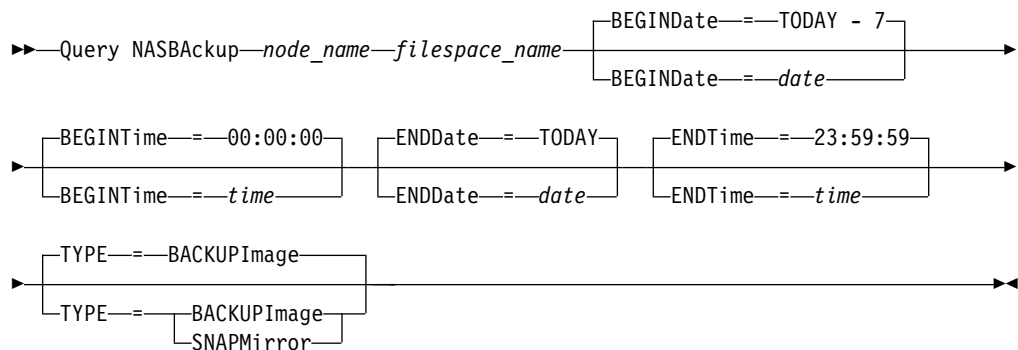 BEGINDate = TODAY - 7
Query NASBAckup node_name filespace_name
BEGINDate = date
BEGINTime = 00:00:00 ENDDate = TODAY ENDTime = 23:59:59
BEGINTime = time ENDDate = date ENDTime = time
TYPE = BACKUPImage
TYPE = BACKUPImage
SNAPMirror